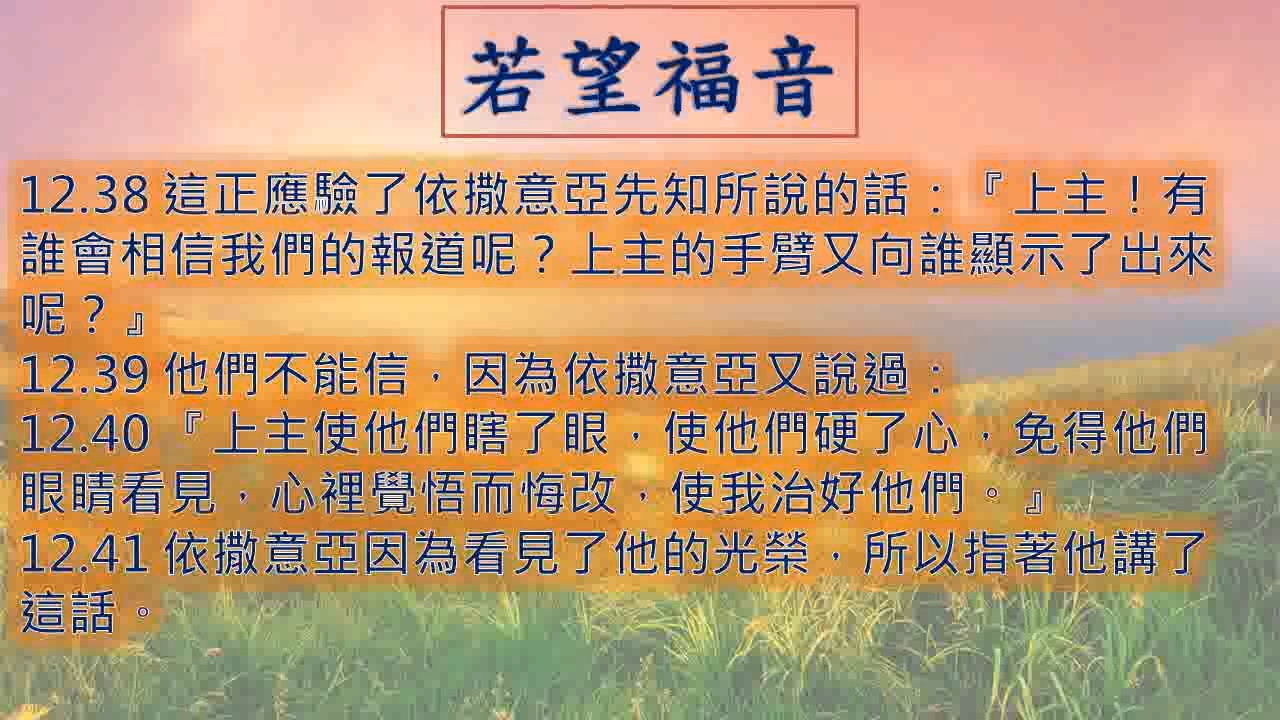 若望福音
12.38 這正應驗了依撒意亞先知所說的話：『上主！有
誰會相信我們的報道呢？上主的手臂又向誰顯示了出來
呢？』
12.39 他們不能信，因為依撒意亞又說過：
12.40 『上主使他們瞎了眼，使他們硬了心，免得他們
眼睛看見，心裡覺悟而悔改，使我治好他們。』
12.41 依撒意亞因為看見了他的光榮，所以指著他講了
這話。